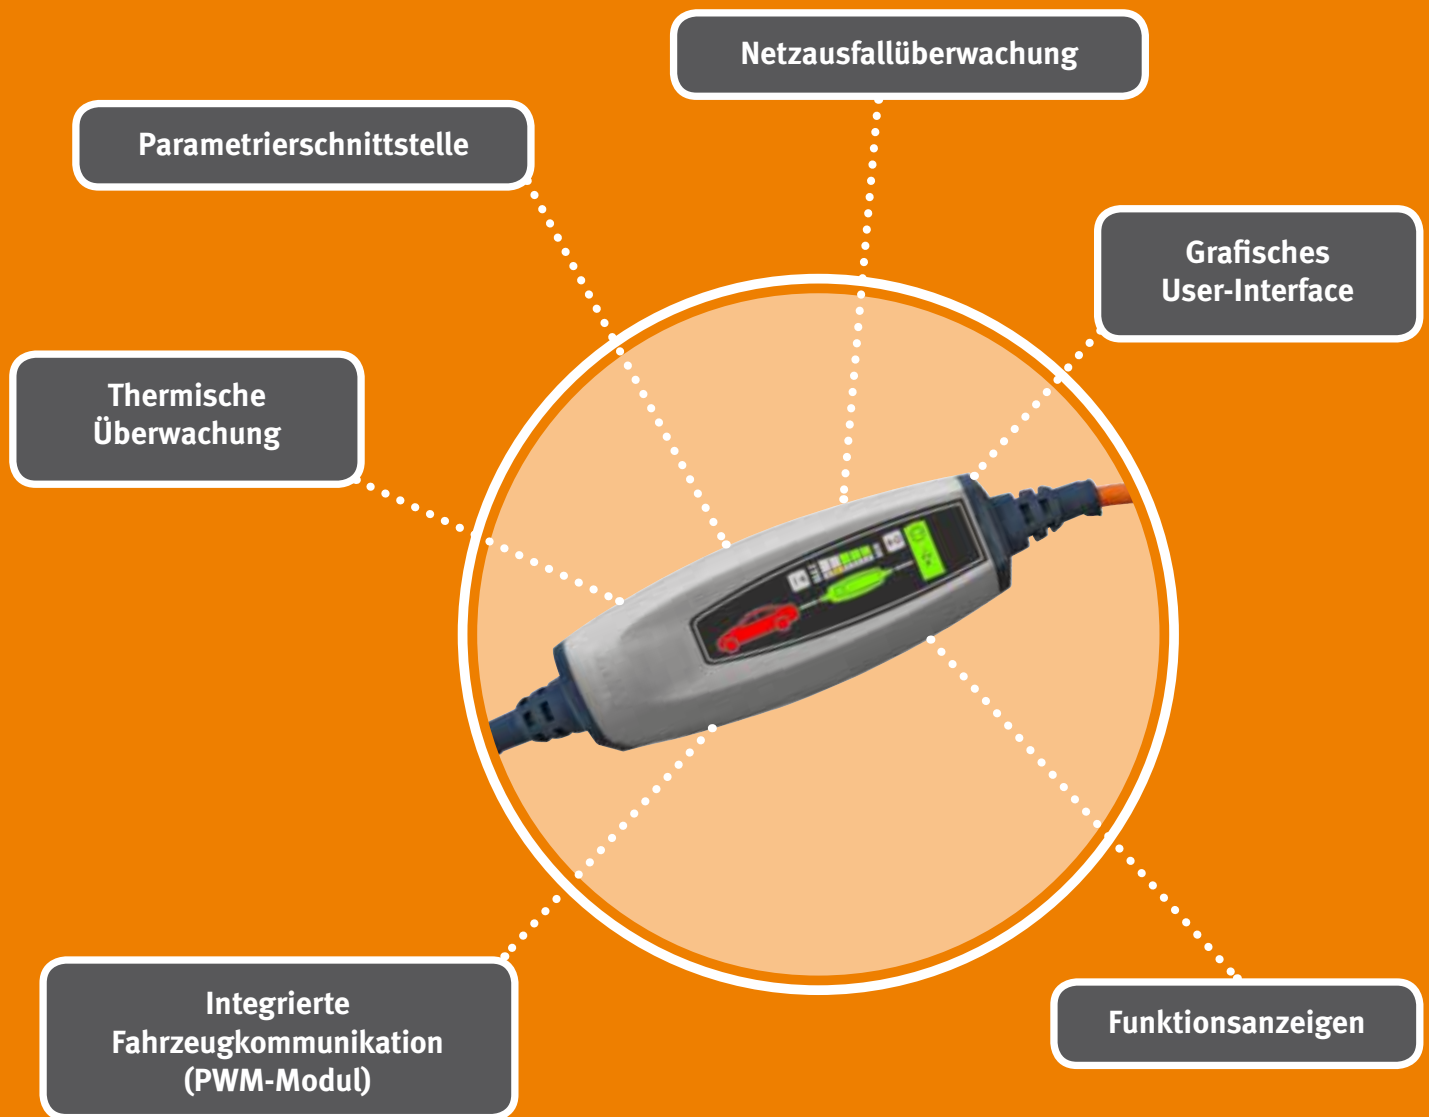 Netzausfallüberwachung
Parametrierschnittstelle
Grafisches
User-Interface
Thermische
Überwachung
Integrierte
Fahrzeugkommunikation
(PWM-Modul)
Funktionsanzeigen